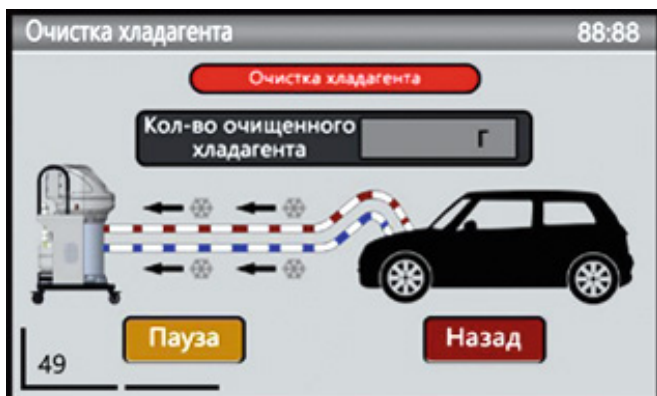 Очистка хладагента 88:88
Очистка хладагента
Кол-во очищенного
хладагента
г
Пауза
Назад
49